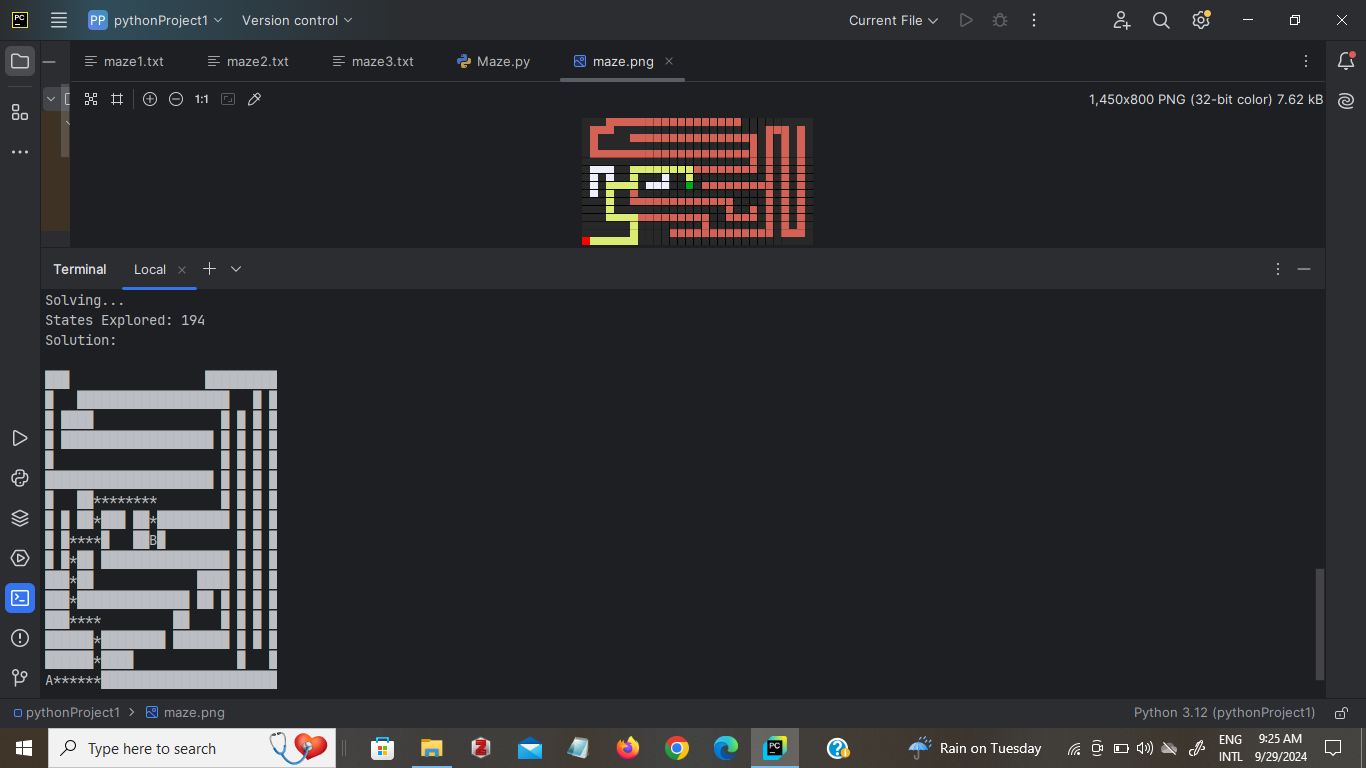 PC
PP pythonProject1
Version control
Current File
maze1.txt
maze2.txt
maze3.txt
Maze.py
maze.png
1:1
1,450x800 PNG (32-bit color) 7.62 kB
Terminal
Local
Solving...
States Explored: 194
Solution:
********
* *
**** B
*
*
*
****
*
*
A******
pythonProject1 > maze.png
Python 3.12 (pythonProject1)
Type here to search
Z
PC
Rain on Tuesday
ENG
INTL
9:25 AM
9/29/2024